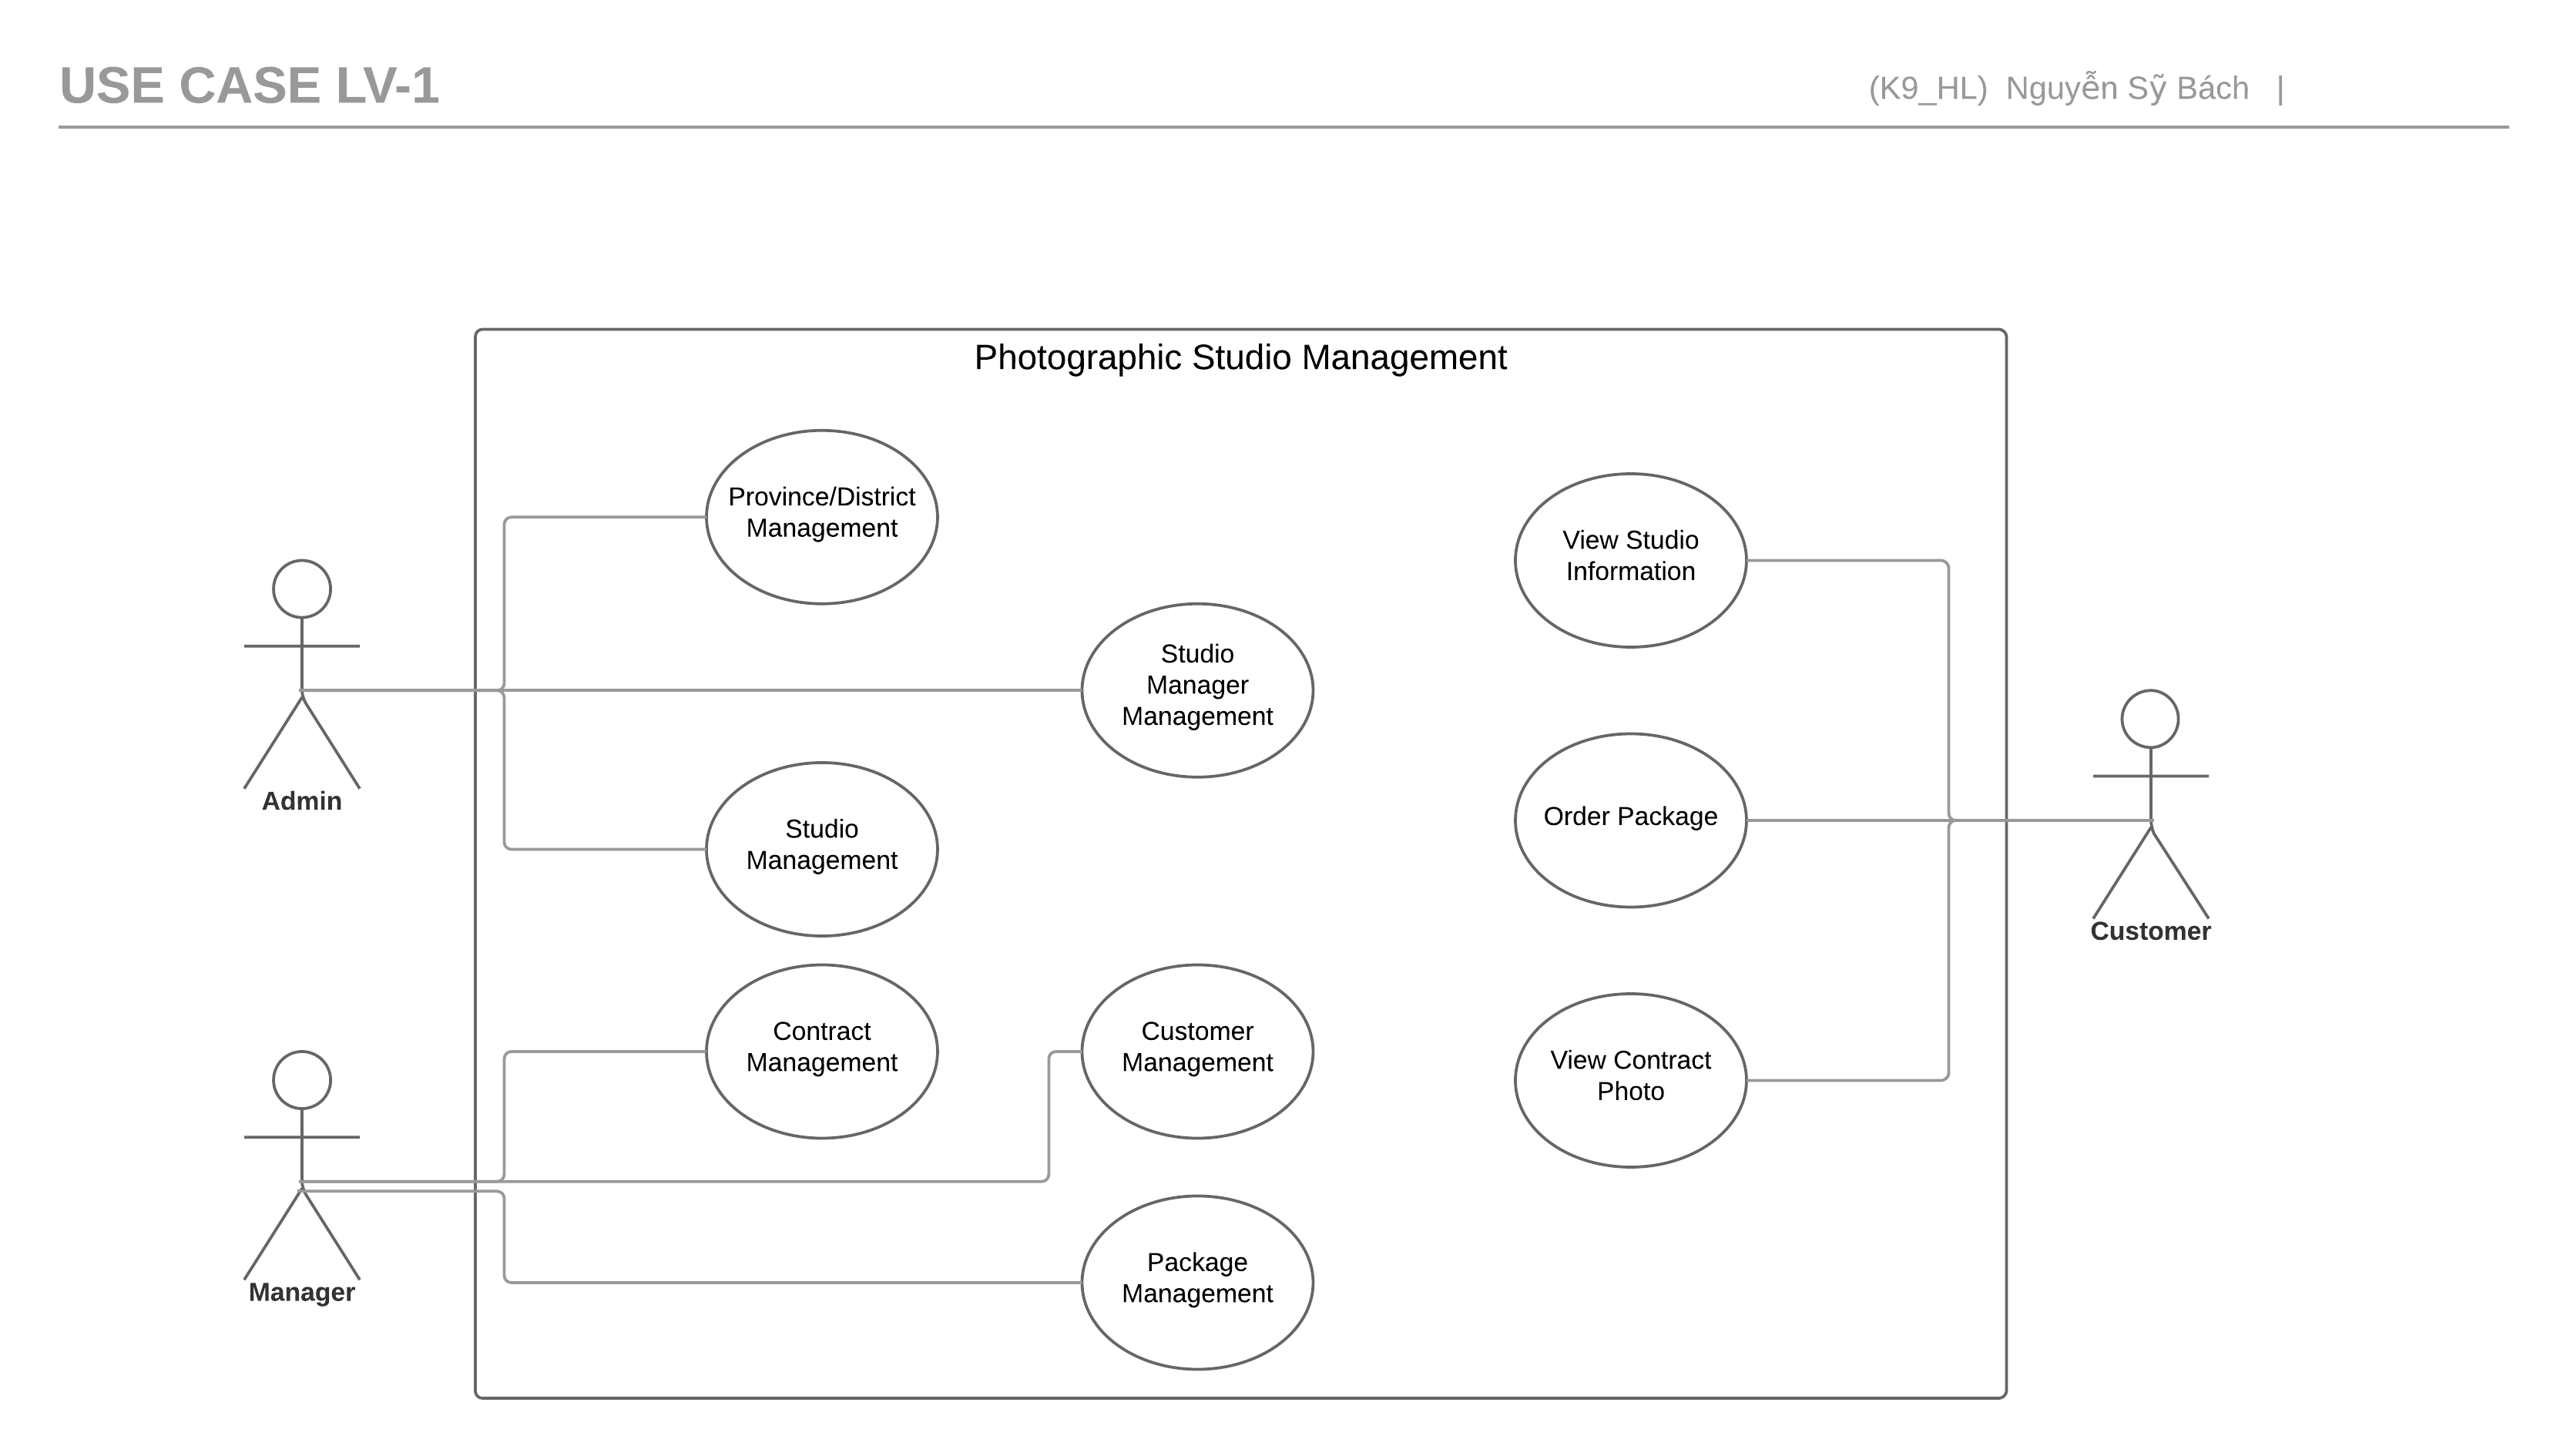 USE CASE LV-1
(K9_HL) Nguyễn Sỹ Bách |
Photographic Studio Management
Province/District
Management
View Studio
Information
Studio
Manager
Management
Admin
Order Package
Studio
Management
Customer
Contract
Management
Customer
Management
View Contract
Photo
Manager
Package
Management